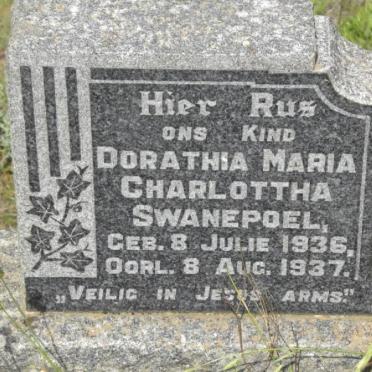 Hier Rus
ons Kind
Dorathia Maria
Charlottha
Swanepoel,
Geb. 8 Julie 1936,
Oorl. 8 Aug. 1937.
„Veilig in Jesus arms."